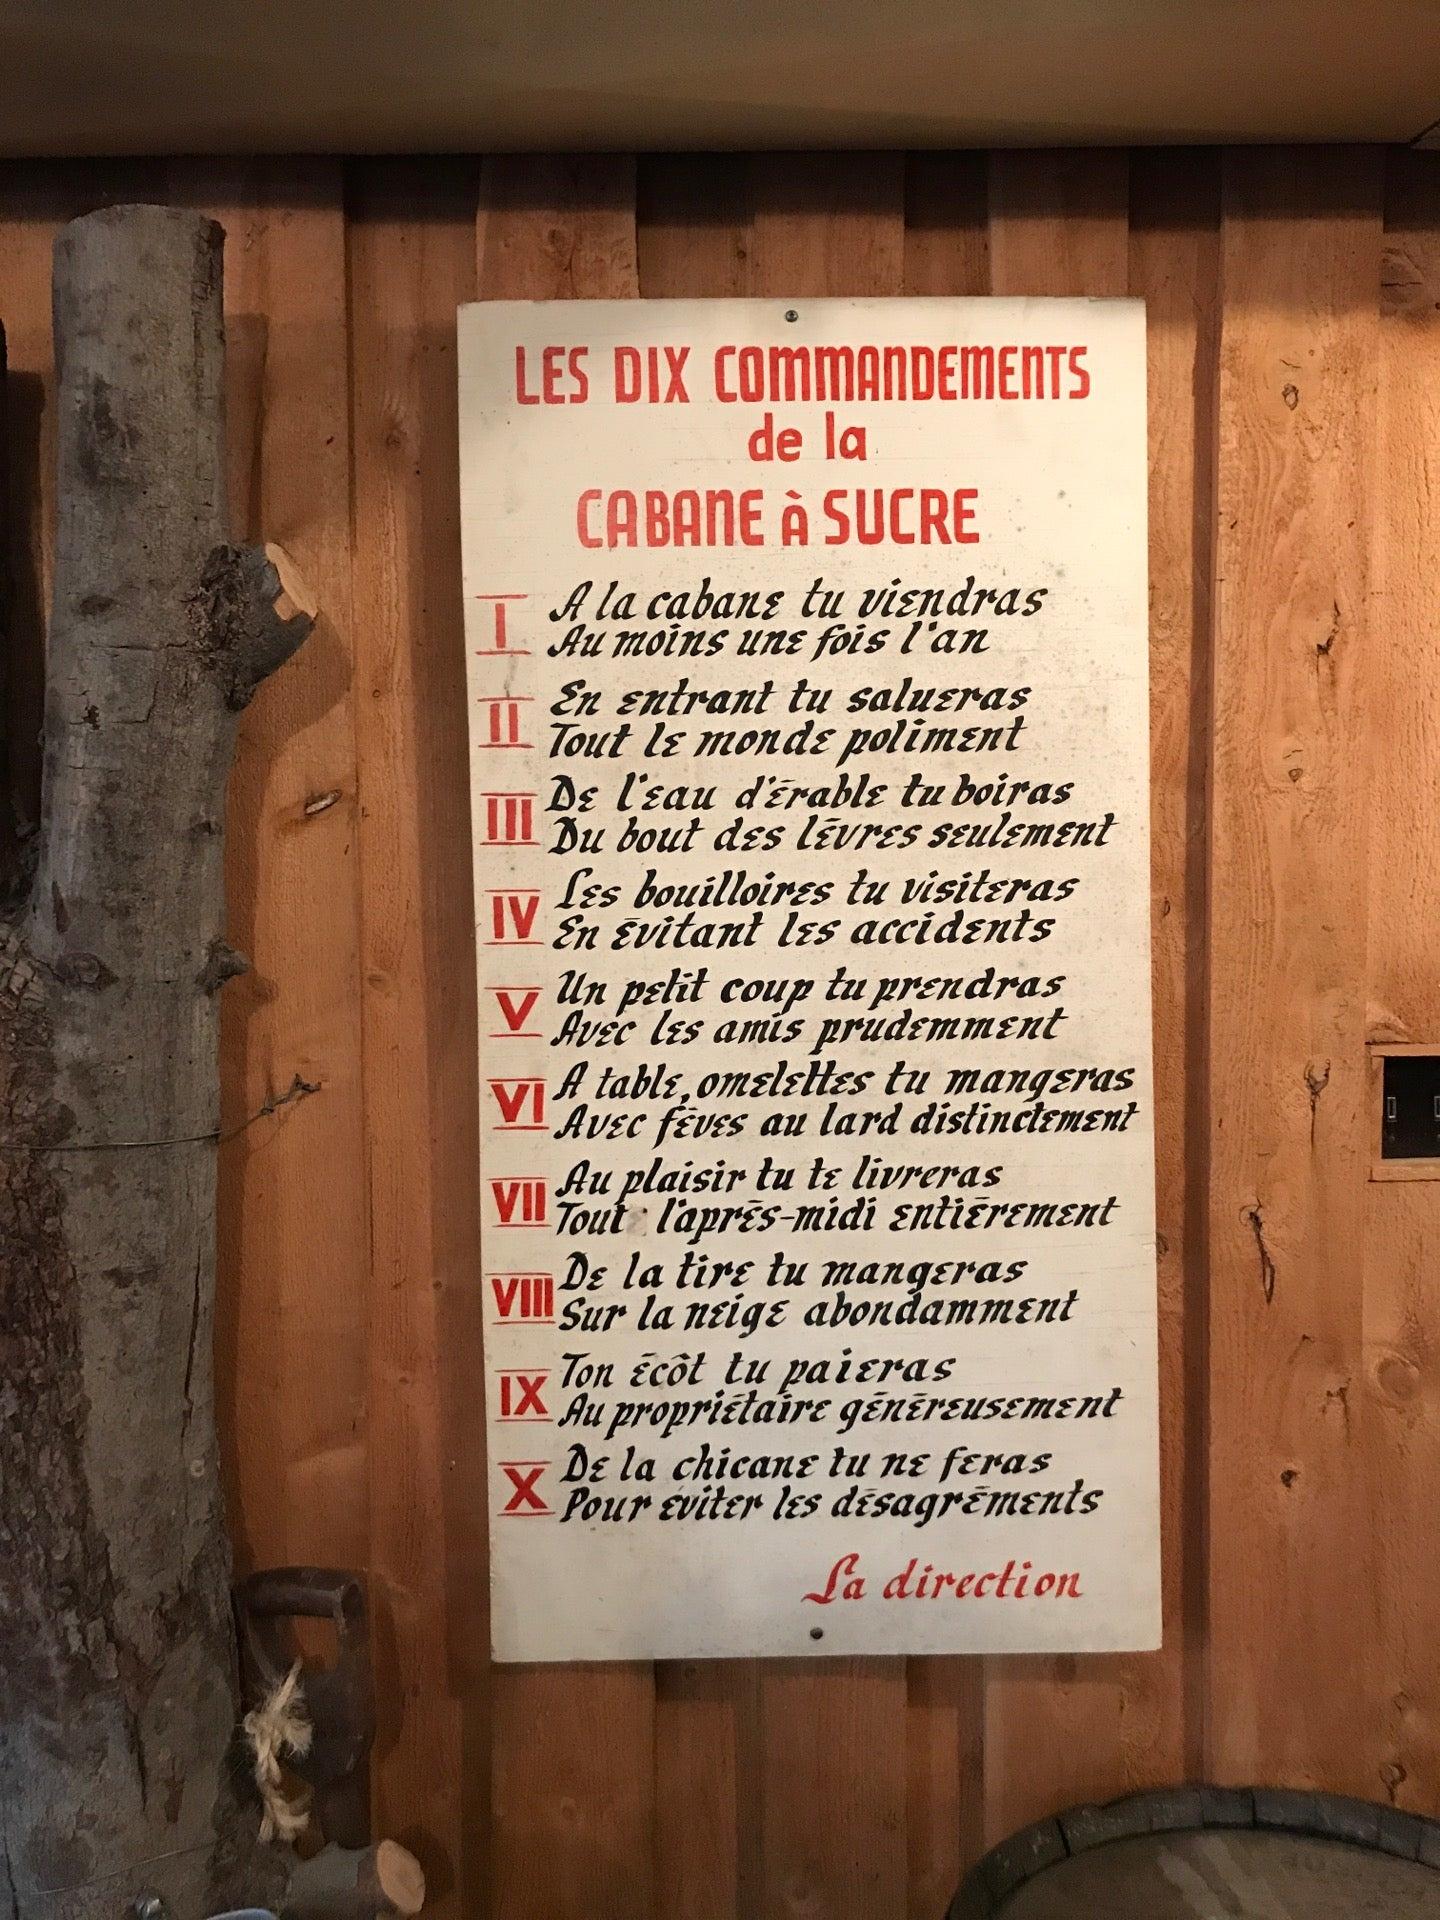 LES DIX COMMANDEMENTS
de la
CABANE à SUCRE
I
A la cabane tu viendras
Au moins une fois l'an
II
En entrant tu salueras
Tout le monde poliment
III
De l'eau d'érable tu boiras
Du bout des lèvres seulement
IV
Les bouilloires tu visiteras
En évitant les accidents
V
Un petit coup tu prendras
Avec les amis prudemment
VI
A table, omelettes tu mangeras
Avec fèves au lard distinctement
VII
Au plaisir tu te livreras
Tout l'après-midi entièrement
VIII
De la tire tu mangeras
Sur la neige abondamment
IX
Ton écôt tu paieras
Au propriétaire généreusement
X
De la chicane tu ne feras
Pour éviter les désagréments
La direction